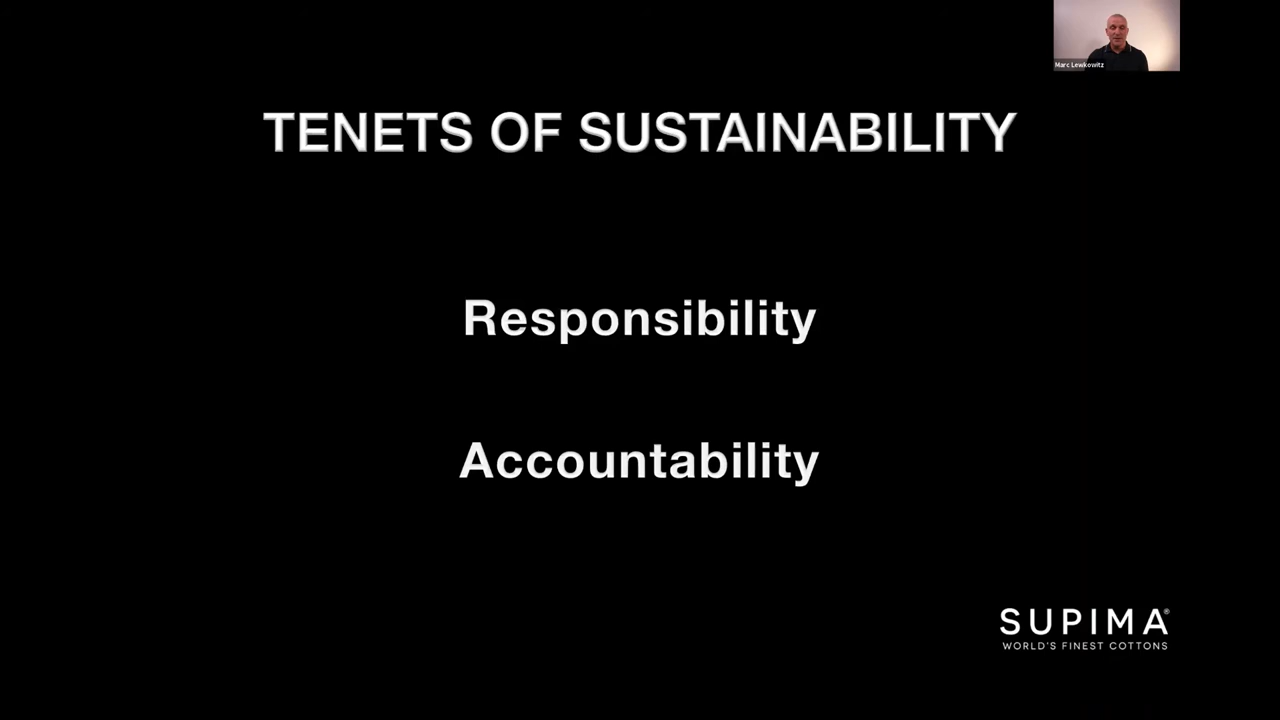 Marc Lewkowitz
TENETS OF SUSTAINABILITY
Responsibility
Accountability
SUPIMA®
WORLD'S FINEST COTTONS